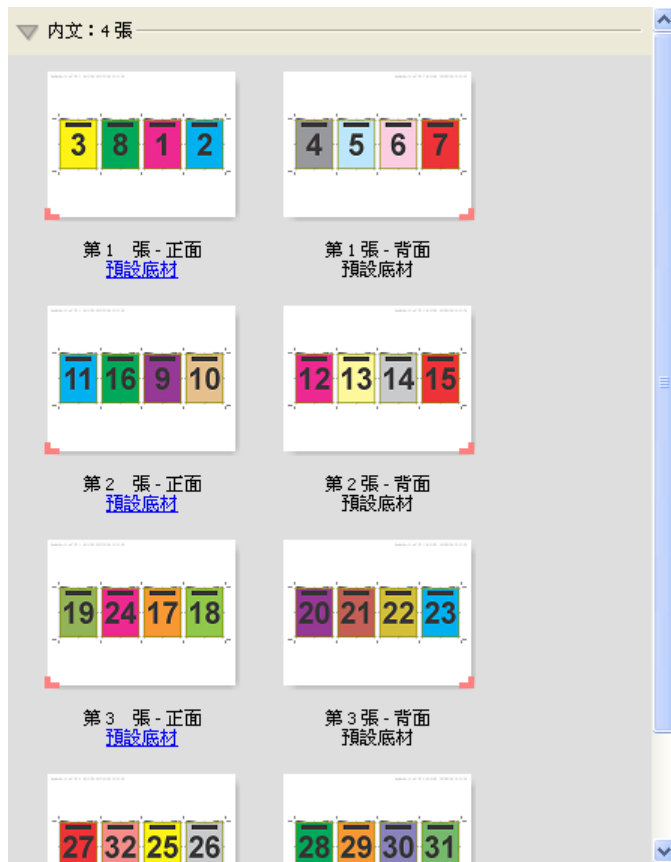 內文：4 張
3 8 1 2
4 5 6 7
第 1 張 - 正面
預設底材
第 1 張 - 背面
預設底材
11 16 9 10
12 13 14 15
第 2 張 - 正面
預設底材
第 2 張 - 背面
預設底材
19 24 17 18
20 21 22 23
第 3 張 - 正面
預設底材
第 3 張 - 背面
預設底材
27 32 25 26
28 29 30 31